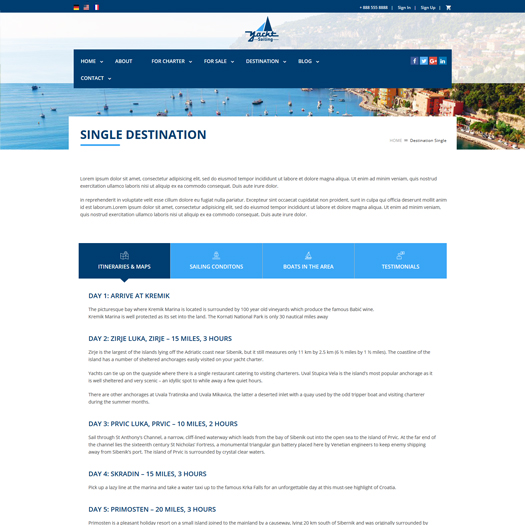 + 888 555 8888 | Sign In | Sign Up |
Yacht
Sailing
HOME ABOUT FOR CHARTER FOR SALE DESTINATION BLOG
CONTACT
SINGLE DESTINATION
HOME Destination Single
Lorem ipsum dolor sit amet, consectetur adipisicing elit, sed do eiusmod tempor incididunt ut labore et dolore magna aliqua. Ut enim ad minim veniam, quis nostrud
exercitation ullamco laboris nisi ut aliquip ex ea commodo consequat. Duis aute irure dolor.
in reprehenderit in voluptate velit esse cillum dolore eu fugiat nulla pariatur. Excepteur sint occaecat cupidatat non proident, sunt in culpa qui officia deserunt mollit anim
id est laborum.Lorem ipsum dolor sit amet, consectetur adipisicing elit, sed do eiusmod tempor incididunt ut labore et dolore magna aliqua. Ut enim ad minim veniam,
quis nostrud exercitation ullamco laboris nisi ut aliquip ex ea commodo consequat. Duis aute irure dolor.
ITINERARIES & MAPS SAILING CONDITONS BOATS IN THE AREA TESTIMONIALS
DAY 1: ARRIVE AT KREMIK
The picturesque bay where Kremik Marina is located is surrounded by 100 year old vineyards which produce the famous Babić wine.
Kremik Marina is well protected as its set into the land. The Kornati National Park is only 30 nautical miles away
DAY 2: ZIRJE LUKA, ZIRJE – 15 MILES, 3 HOURS
Zirje is the largest of the islands lying off the Adriatic coast near Sibenik, but it still measures only 11 km by 2.5 km (6 ¾ miles by 1 ½ miles). The coastline of the
island has a number of sheltered anchorages easily visited on your yacht charter.
Yachts can be tie up on the quayside where there is a single restaurant catering to visiting charterers. Uval Stupica Vela is the island's most popular anchorage as it
is well sheltered and very scenic – an idyllic spot to while away a few quiet hours.
There are other anchorages at Uvala Tratinska and Uvala Mikavica, the latter a deserted inlet with a quay used by the odd tripper boat and visiting charterer
during the summer months.
DAY 3: PRVIC LUKA, PRVIC – 10 MILES, 2 HOURS
Sail through St Anthony's Channel, a narrow, cliff-lined waterway which leads from the bay of Sibenik out into the open sea to the island of Prvic. At the far end of
the channel lies the sixteenth century St Nicholas' Fortress, a monumental triangular gun battery placed here by Venetian engineers to keep enemy shipping
away from Sibenik's port. The island of Prvic is surrounded by crystal clear waters.
DAY 4: SKRADIN – 15 MILES, 3 HOURS
Pick up a lazy line at the marina and take a water taxi up to the famous Krka Falls for an unforgettable day at this must-see highlight of Croatia.
DAY 5: PRIMOSTEN – 20 MILES, 3 HOURS
Primosten is a pleasant holiday resort on a small island joined to the mainland by a causeway, lying 20 km south of Sibenik and was originally surrounded by